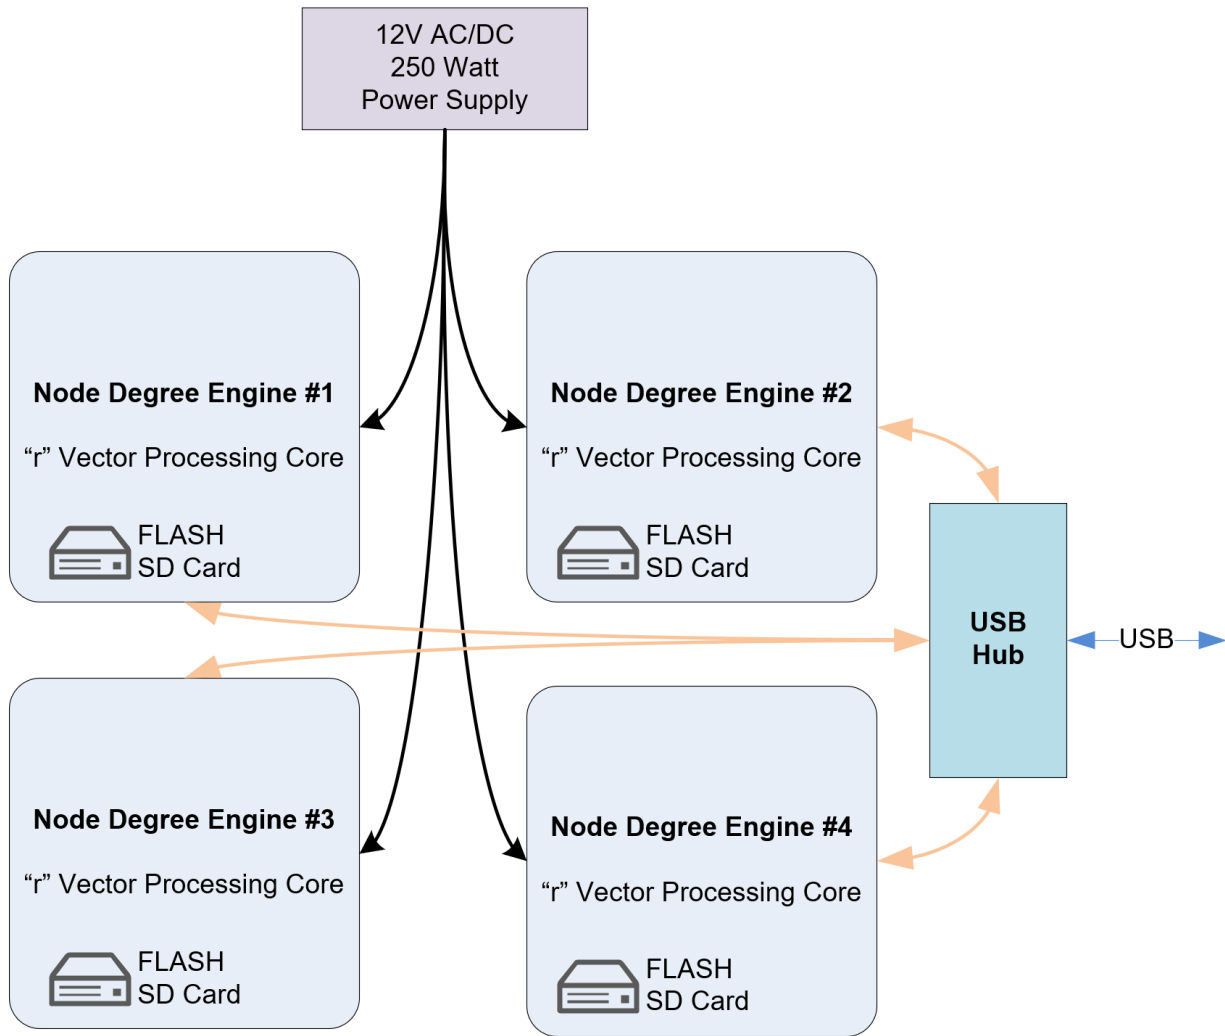 12V AC/DC
250 Watt
Power Supply
Node Degree Engine #1
“r” Vector Processing Core
FLASH
SD Card
Node Degree Engine #2
“r” Vector Processing Core
FLASH
SD Card
USB
Hub
USB
Node Degree Engine #3
“r” Vector Processing Core
FLASH
SD Card
Node Degree Engine #4
“r” Vector Processing Core
FLASH
SD Card